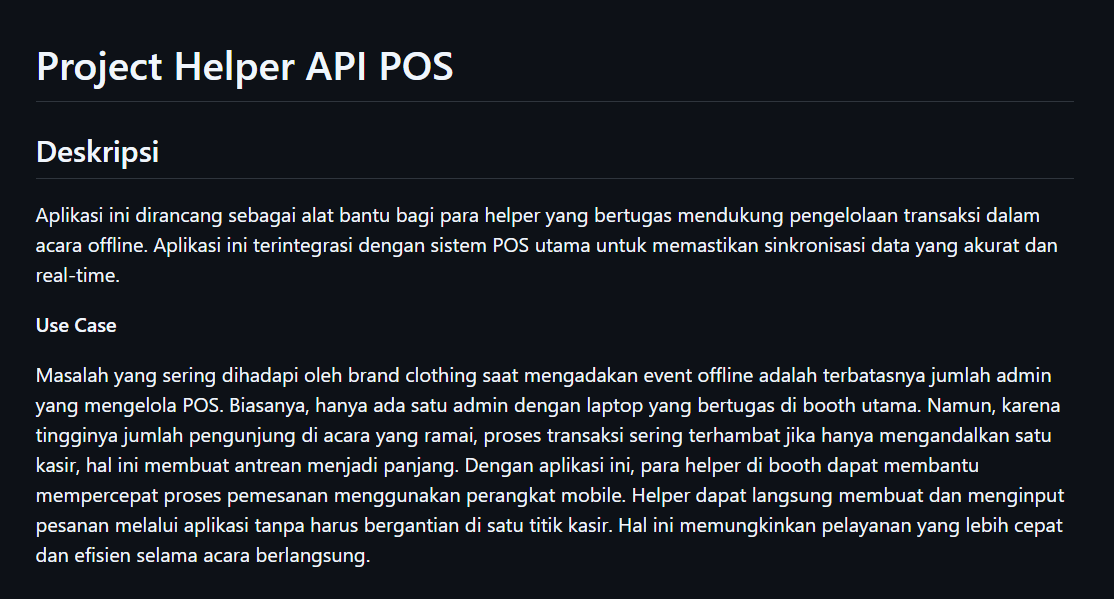 Project Helper API POS
Deskripsi
Aplikasi ini dirancang sebagai alat bantu bagi para helper yang bertugas mendukung pengelolaan transaksi dalam
acara offline. Aplikasi ini terintegrasi dengan sistem POS utama untuk memastikan sinkronisasi data yang akurat dan
real-time.
Use Case
Masalah yang sering dihadapi oleh brand clothing saat mengadakan event offline adalah terbatasnya jumlah admin
yang mengelola POS. Biasanya, hanya ada satu admin dengan laptop yang bertugas di booth utama. Namun, karena
tingginya jumlah pengunjung di acara yang ramai, proses transaksi sering terhambat jika hanya mengandalkan satu
kasir, hal ini membuat antrean menjadi panjang. Dengan aplikasi ini, para helper di booth dapat membantu
mempercepat proses pemesanan menggunakan perangkat mobile. Helper dapat langsung membuat dan menginput
pesanan melalui aplikasi tanpa harus bergantian di satu titik kasir. Hal ini memungkinkan pelayanan yang lebih cepat
dan efisien selama acara berlangsung.